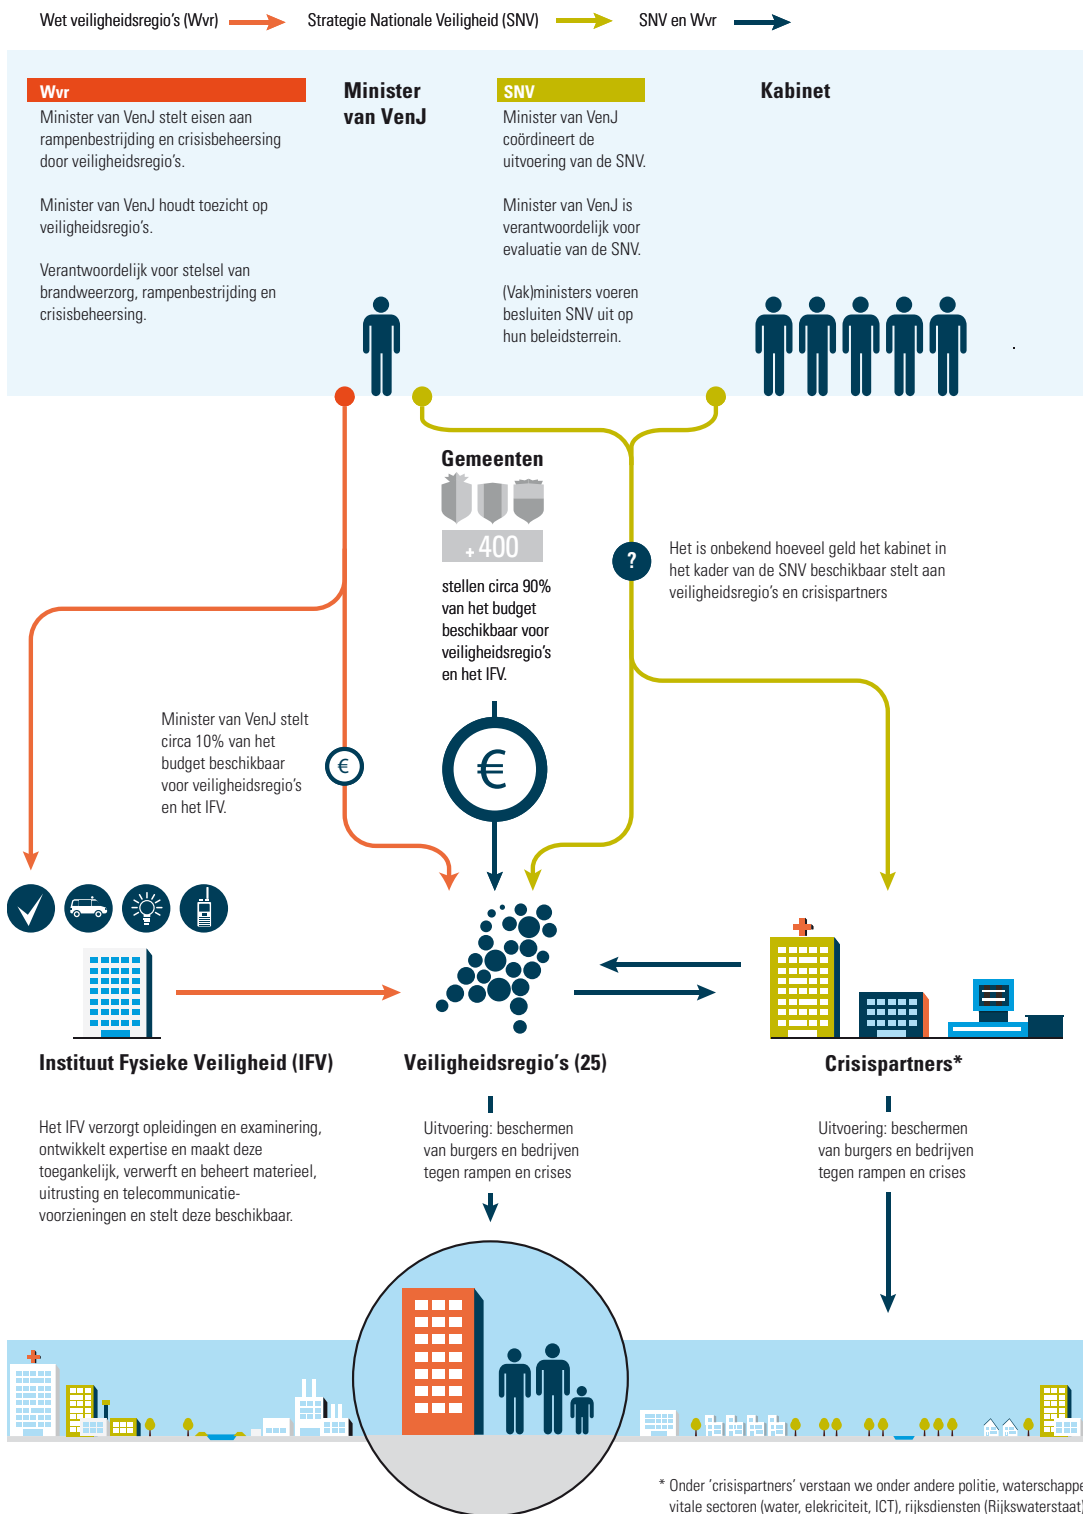 Wet veiligheidsregio's (Wvr)
Strategie Nationale Veiligheid (SNV)
SNV en Wvr
Wvr
Minister van VenJ stelt eisen aan
rampenbestrijding en crisisbeheersing
door veiligheidsregio's.
Minister van VenJ houdt toezicht op
veiligheidsregio's.
Verantwoordelijk voor stelsel van
brandweerzorg, rampenbestrijding en
crisisbeheersing.
Minister
van VenJ
SNV
Minister van VenJ
coördineert de
uitvoering van de SNV.
Minister van VenJ is
verantwoordelijk voor
evaluatie van de SNV.
(Vak)ministers voeren
besluiten SNV uit op
hun beleidsterrein.
Kabinet
Gemeenten
+ 400
stellen circa 90%
van het budget
beschikbaar voor
veiligheidsregio's
en het IFV.
?
Het is onbekend hoeveel geld het kabinet in
het kader van de SNV beschikbaar stelt aan
veiligheidsregio's en crisispartners
Minister van VenJ stelt
circa 10% van het
budget beschikbaar
voor veiligheidsregio's
en het IFV.
€
€
Instituut Fysieke Veiligheid (IFV)
Het IFV verzorgt opleidingen en examinering,
ontwikkelt expertise en maakt deze
toegankelijk, verwerft en beheert materieel,
uitrusting en telecommunicatie-
voorzieningen en stelt deze beschikbaar.
Veiligheidsregio's (25)
Uitvoering: beschermen
van burgers en bedrijven
tegen rampen en crises
Crisispartners*
Uitvoering: beschermen
van burgers en bedrijven
tegen rampen en crises
* Onder 'crisispartners' verstaan we onder andere politie, waterschappe
vitale sectoren (water, elekriciteit, ICT), rijksdiensten (Rijkswaterstaat)